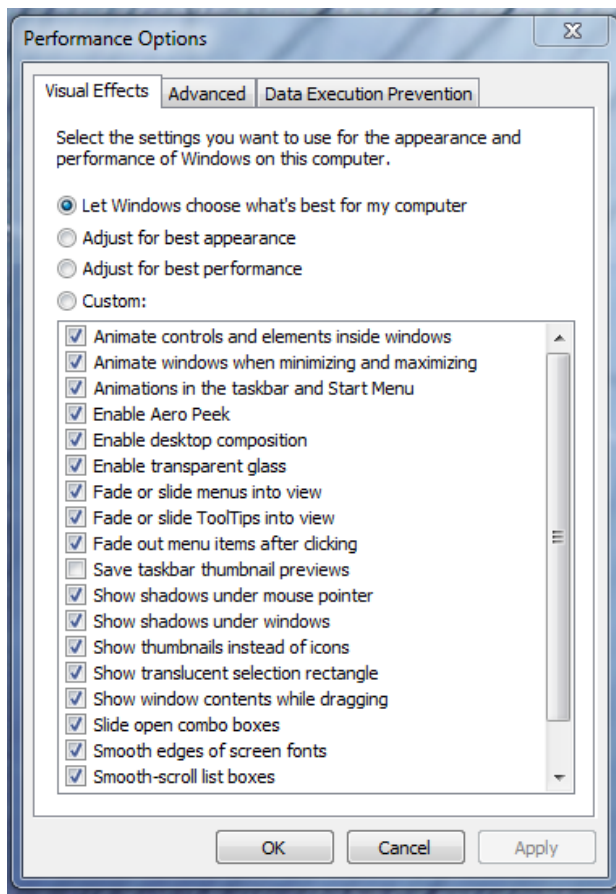 Performance Options
Visual Effects Advanced Data Execution Prevention
Select the settings you want to use for the appearance and
performance of Windows on this computer.
Let Windows choose what's best for my computer
Adjust for best appearance
Adjust for best performance
Custom:
Animate controls and elements inside windows
Animate windows when minimizing and maximizing
Animations in the taskbar and Start Menu
Enable Aero Peek
Enable desktop composition
Enable transparent glass
Fade or slide menus into view
Fade or slide ToolTips into view
Fade out menu items after clicking
Save taskbar thumbnail previews
Show shadows under mouse pointer
Show shadows under windows
Show thumbnails instead of icons
Show translucent selection rectangle
Show window contents while dragging
Slide open combo boxes
Smooth edges of screen fonts
Smooth-scroll list boxes
OK Cancel Apply